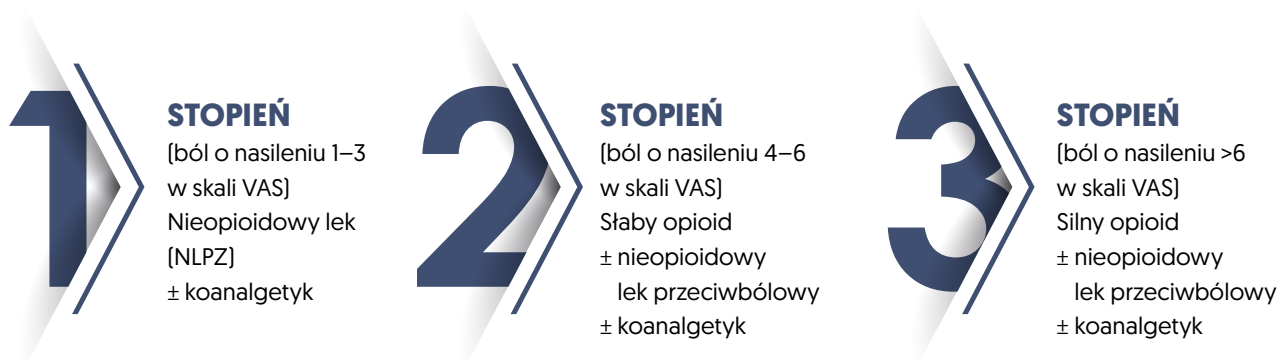 1
STOPIEŃ
(ból o nasileniu 1–3
w skali VAS)
Nieopioidowy lek
(NLPZ)
± koanalgetyk
2
STOPIEŃ
(ból o nasileniu 4–6
w skali VAS)
Słaby opioid
± nieopioidowy
lek przeciwbólowy
± koanalgetyk
3
STOPIEŃ
(ból o nasileniu >6
w skali VAS)
Silny opioid
± nieopioidowy
lek przeciwbólowy
± koanalgetyk